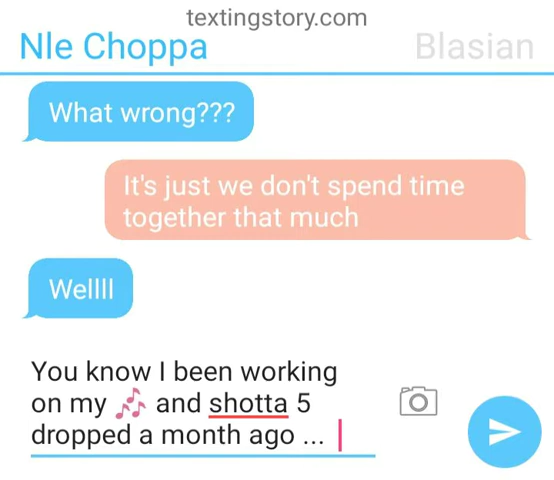 textingstory.com
Nle Choppa
Blasian
What wrong???
It's just we don't spend time
together that much
Wellll
You know I been working
on my 🎶 and shotta 5
dropped a month ago ...